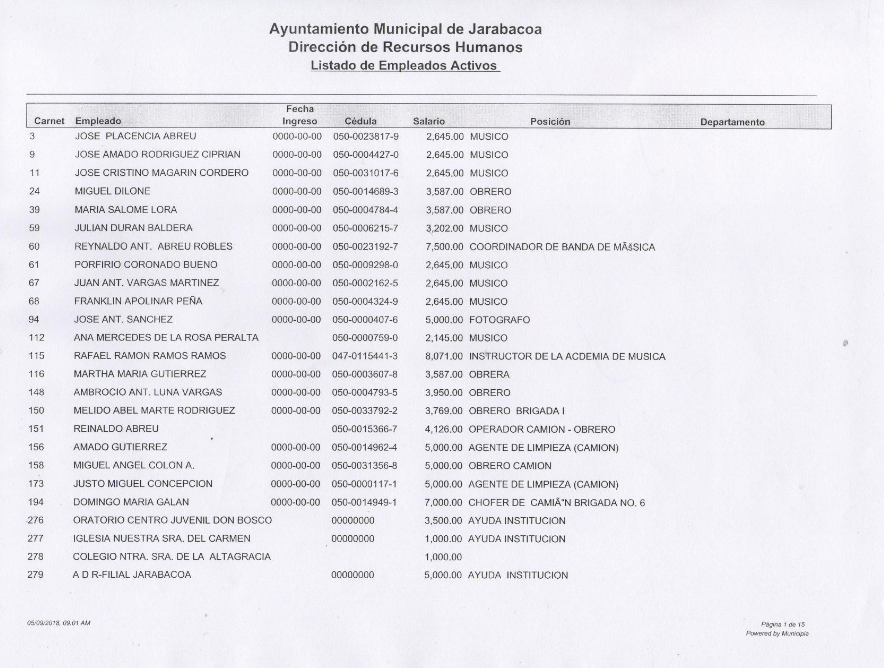 Ayuntamiento Municipal de Jarabacoa
Dirección de Recursos Humanos
Listado de Empleados Activos
Carnet Empleado Fecha Ingreso Cédula Salario Posición Departamento
3 JOSE PLACENCIA ABREU 0000-00-00 050-0023817-9 2,645.00 MUSICO
9 JOSE AMADO RODRIGUEZ CIPRIAN 0000-00-00 050-0004427-0 2,645.00 MUSICO
11 JOSE CRISTINO MAGARIN CORDERO 0000-00-00 050-0031017-6 2,645.00 MUSICO
24 MIGUEL DILONE 0000-00-00 050-0014689-3 3,587.00 OBRERO
39 MARIA SALOME LORA 0000-00-00 050-0004784-4 3,587.00 OBRERO
59 JULIAN DURAN BALDERA 0000-00-00 050-0006215-7 3,202.00 MUSICO
60 REYNALDO ANT. ABREU ROBLES 0000-00-00 050-0023192-7 7,500.00 COORDINADOR DE BANDA DE MÃšSICA
61 PORFIRIO CORONADO BUENO 0000-00-00 050-0009298-0 2,645.00 MUSICO
67 JUAN ANT. VARGAS MARTINEZ 0000-00-00 050-0002162-5 2,645.00 MUSICO
68 FRANKLIN APOLINAR PEÑA 0000-00-00 050-0004324-9 2,645.00 MUSICO
94 JOSE ANT. SANCHEZ 0000-00-00 050-0000407-6 5,000.00 FOTOGRAFO
112 ANA MERCEDES DE LA ROSA PERALTA 050-0000759-0 2,145.00 MUSICO
115 RAFAEL RAMON RAMOS RAMOS 0000-00-00 047-0115441-3 8,071.00 INSTRUCTOR DE LA ACDEMIA DE MUSICA
116 MARTHA MARIA GUTIERREZ 0000-00-00 050-0003607-8 3,587.00 OBRERA
148 AMBROCIO ANT. LUNA VARGAS 0000-00-00 050-0004793-5 3,950.00 OBRERO
150 MELIDO ABEL MARTE RODRIGUEZ 0000-00-00 050-0033792-2 3,769.00 OBRERO BRIGADA I
151 REINALDO ABREU 050-0015366-7 4,126.00 OPERADOR CAMION - OBRERO
156 AMADO GUTIERREZ 0000-00-00 050-0014962-4 5,000.00 AGENTE DE LIMPIEZA (CAMION)
158 MIGUEL ANGEL COLON A. 0000-00-00 050-0031356-8 5,000.00 OBRERO CAMION
173 JUSTO MIGUEL CONCEPCION 0000-00-00 050-0000117-1 5,000.00 AGENTE DE LIMPIEZA (CAMION)
194 DOMINGO MARIA GALAN 0000-00-00 050-0014949-1 7,000.00 CHOFER DE CAMIÃ"N BRIGADA NO. 6
276 ORATORIO CENTRO JUVENIL DON BOSCO 00000000 3,500.00 AYUDA INSTITUCION
277 IGLESIA NUESTRA SRA. DEL CARMEN 00000000 1,000.00 AYUDA INSTITUCION
278 COLEGIO NTRA. SRA. DE LA ALTAGRACIA 1,000.00
279 A D R-FILIAL JARABACOA 00000000 5,000.00 AYUDA INSTITUCION
05/09/2018, 09:01 AM Página 1 de 15
Powered by Municipia